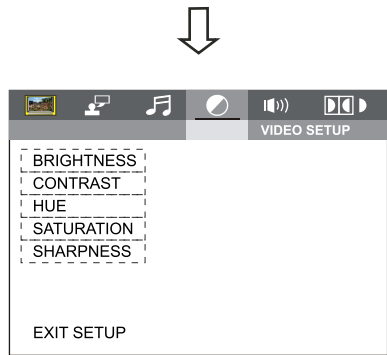 VIDEO SETUP
BRIGHTNESS
CONTRAST
HUE
SATURATION
SHARPNESS
EXIT SETUP